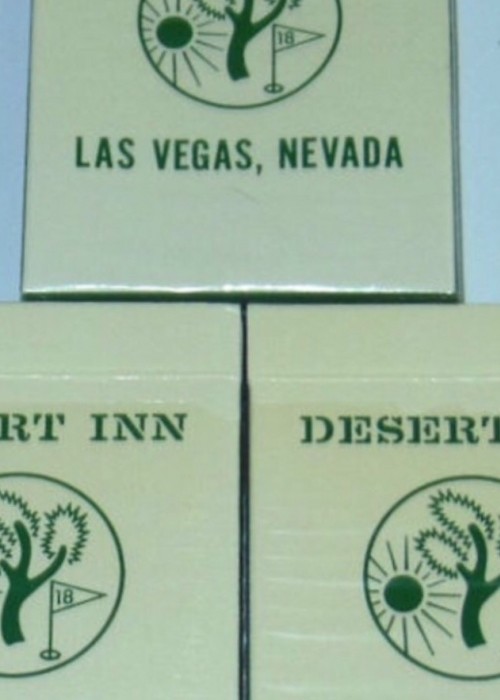 18
LAS VEGAS, NEVADA
RT INN
18
DESERT